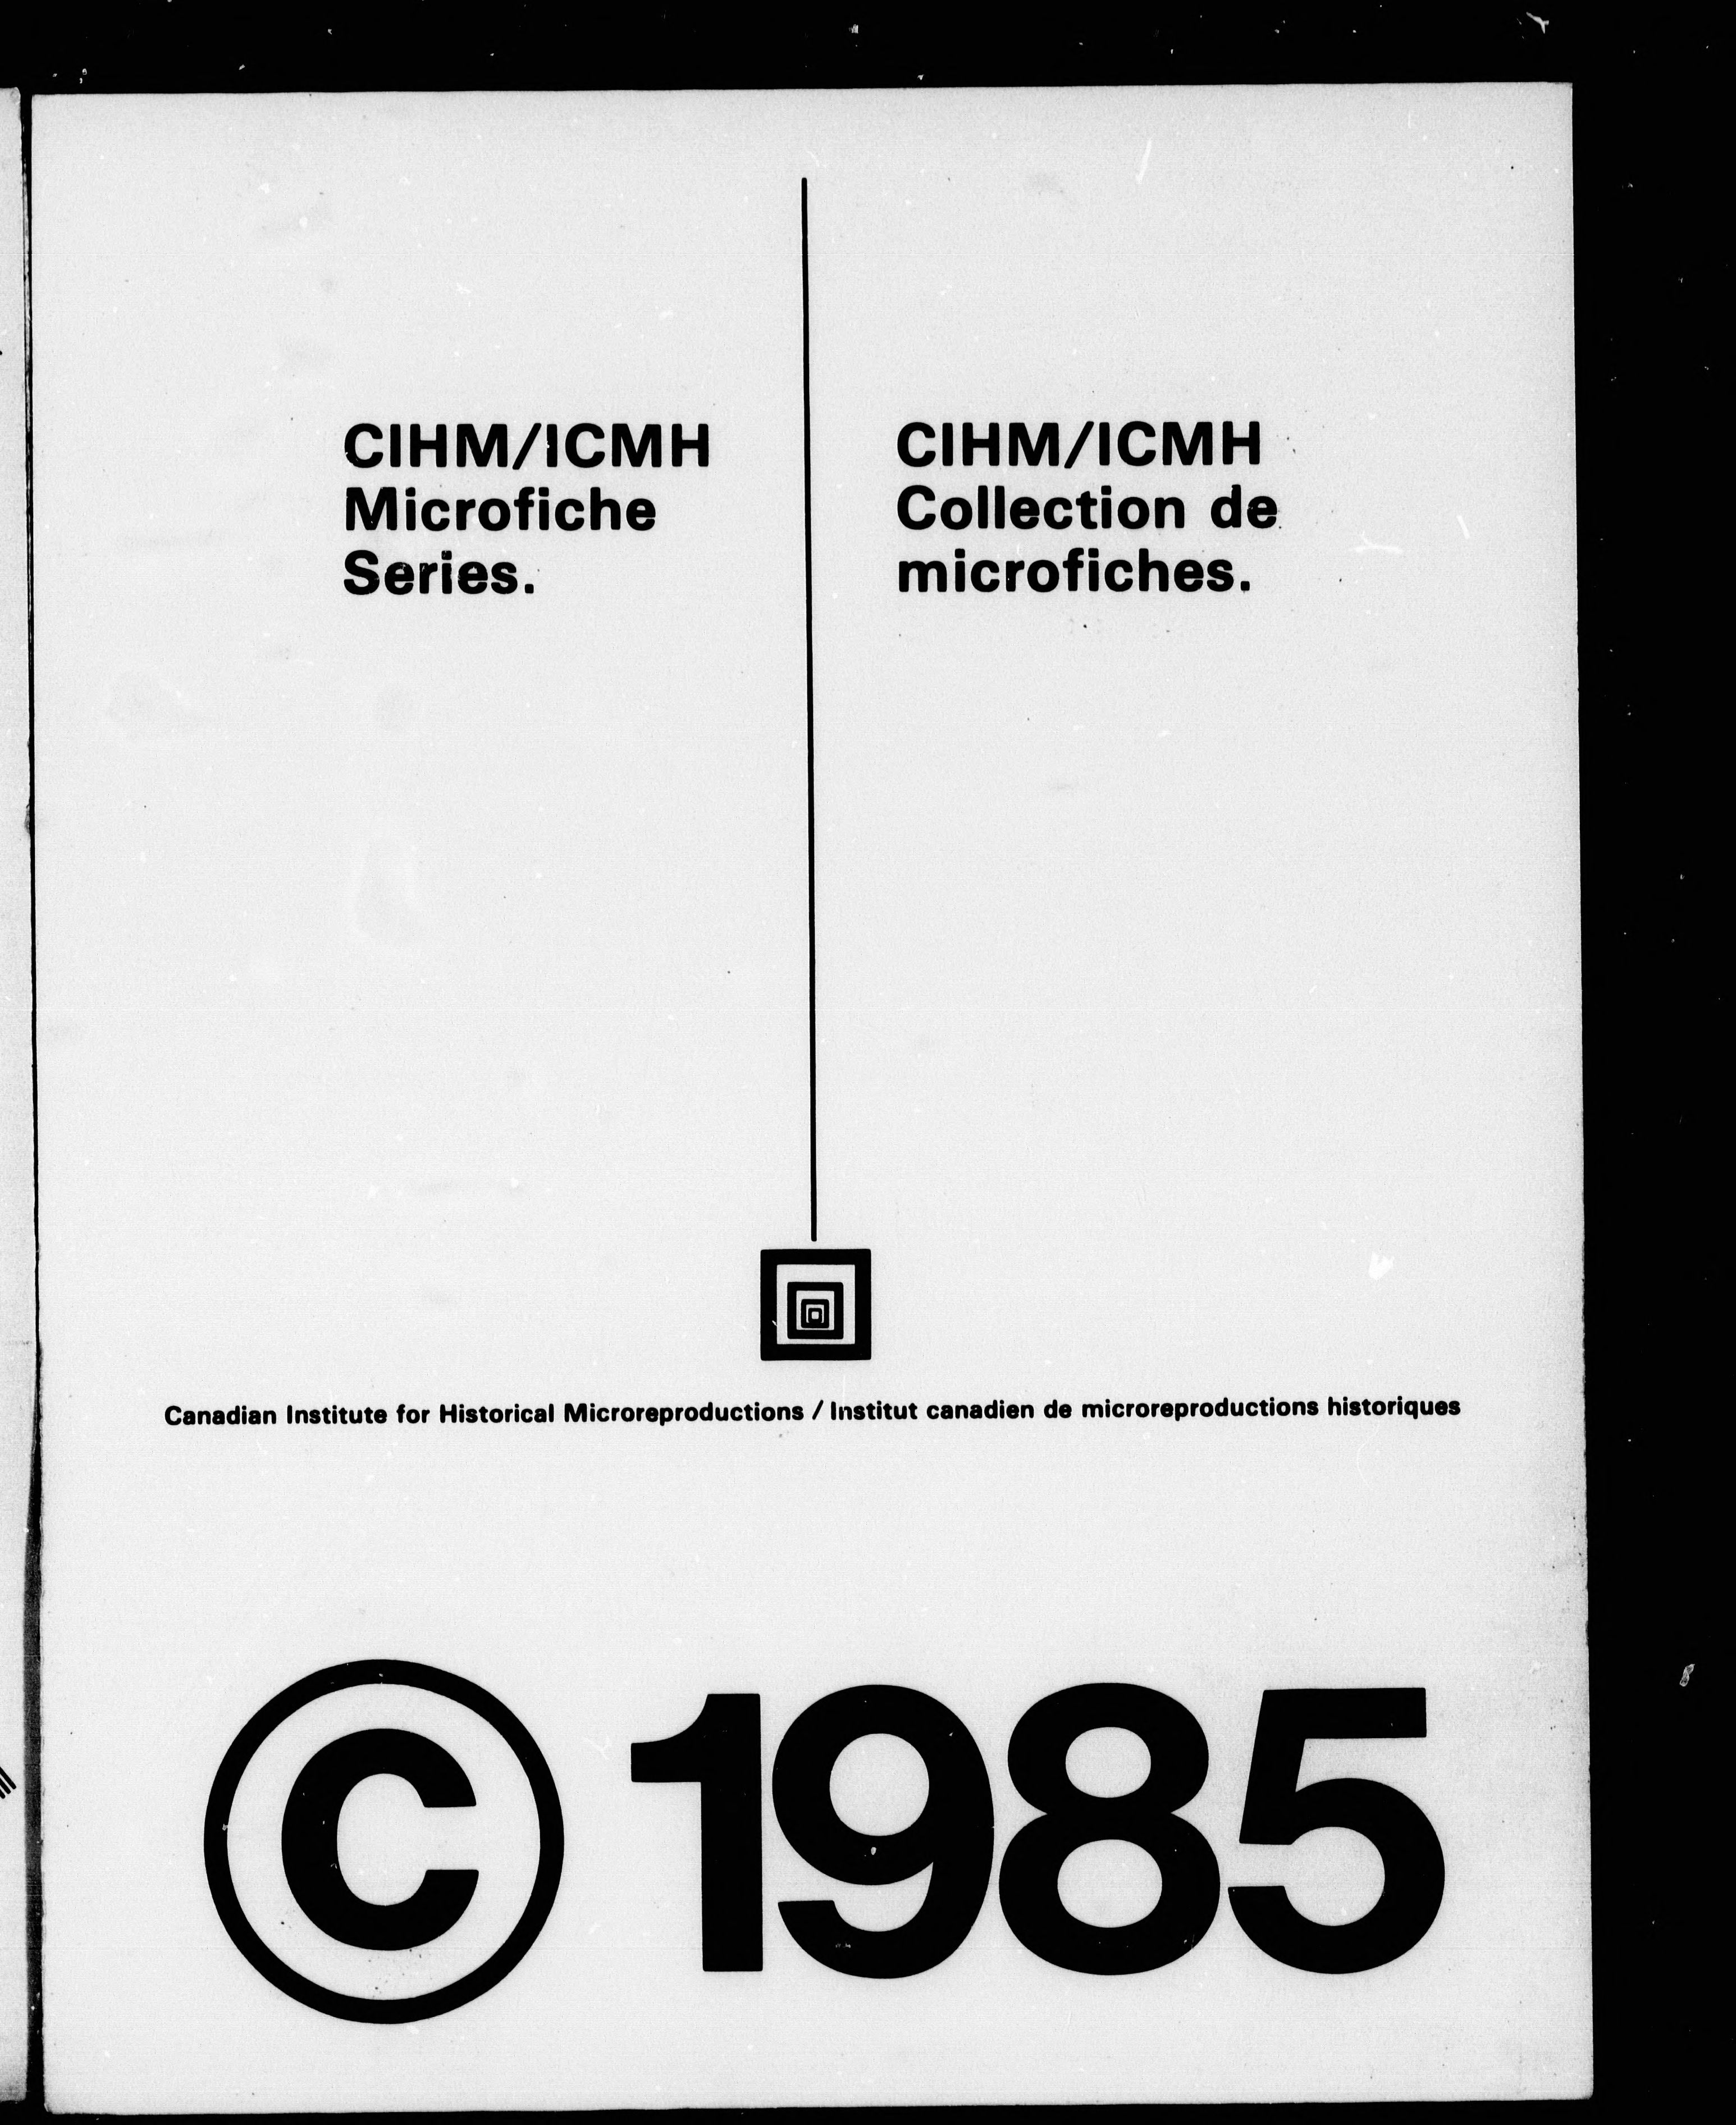 CIHM/ICMH
Microfiche
Series.
CIHM/ICMH
Collection de
microfiches.
Canadian Institute for Historical Microreproductions / Institut canadien de microreproductions historiques
© 1985